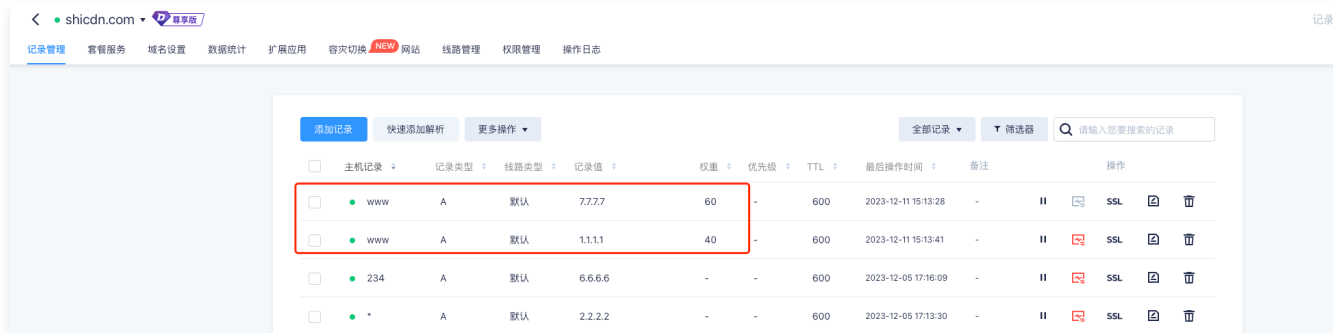 shicdn.com D 尊享版 记录
记录管理 套餐服务 域名设置 数据统计 扩展应用 容灾切换 NEW 网站 线路管理 权限管理 操作日志
添加记录 快速添加解析 更多操作 全部记录 筛选器 请输入您要搜索的记录
主机记录 记录类型 线路类型 记录值 权重 优先级 TTL 最后操作时间 备注 操作
www A 默认 7.7.7.7 60 - 600 2023-12-11 15:13:28 - SSL
www A 默认 1.1.1.1 40 - 600 2023-12-11 15:13:41 - SSL
234 A 默认 6.6.6.6 - - 600 2023-12-05 17:16:09 - SSL
* A 默认 2.2.2.2 - - 600 2023-12-05 17:13:30 - SSL